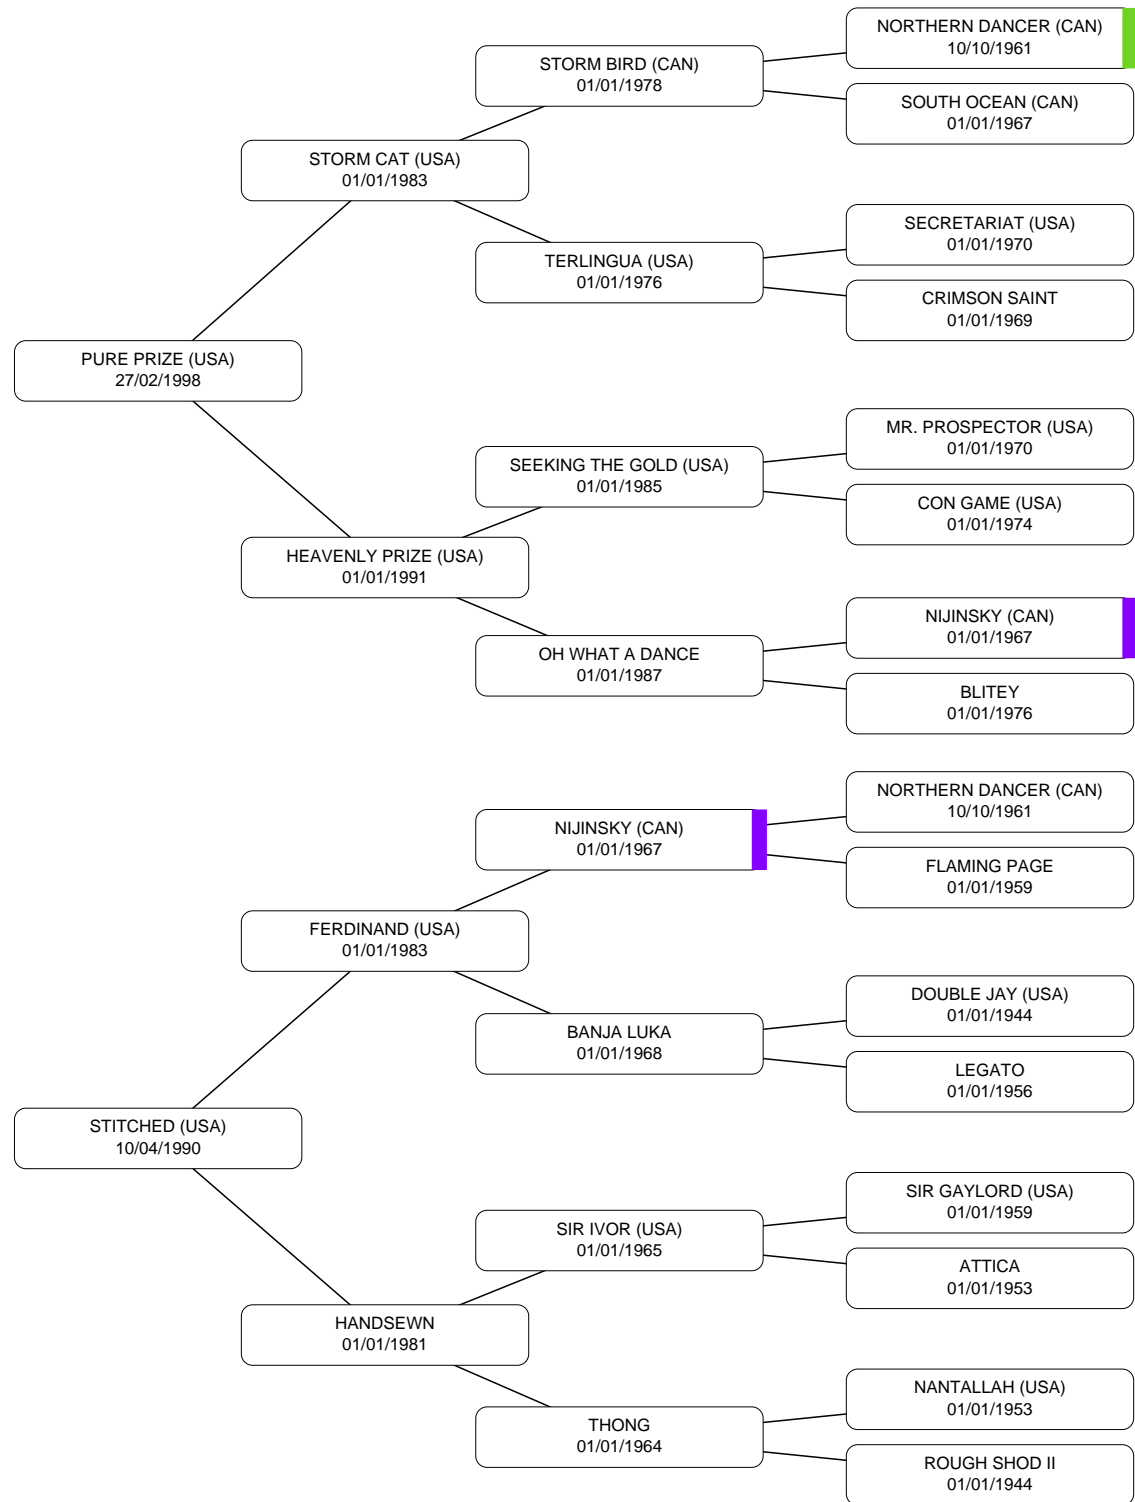 NORTHERN DANCER (CAN)
10/10/1961
STORM BIRD (CAN)
01/01/1978
SOUTH OCEAN (CAN)
01/01/1967
STORM CAT (USA)
01/01/1983
SECRETARIAT (USA)
01/01/1970
TERLINGUA (USA)
01/01/1976
CRIMSON SAINT
01/01/1969
PURE PRIZE (USA)
27/02/1998
MR. PROSPECTOR (USA)
01/01/1970
SEEKING THE GOLD (USA)
01/01/1985
CON GAME (USA)
01/01/1974
HEAVENLY PRIZE (USA)
01/01/1991
NIJINSKY (CAN)
01/01/1967
OH WHAT A DANCE
01/01/1987
BLITEY
01/01/1976
NORTHERN DANCER (CAN)
10/10/1961
NIJINSKY (CAN)
01/01/1967
FLAMING PAGE
01/01/1959
FERDINAND (USA)
01/01/1983
DOUBLE JAY (USA)
01/01/1944
BANJA LUKA
01/01/1968
LEGATO
01/01/1956
STITCHED (USA)
10/04/1990
SIR GAYLORD (USA)
01/01/1959
SIR IVOR (USA)
01/01/1965
ATTICA
01/01/1953
HANDSEWN
01/01/1981
NANTALLAH (USA)
01/01/1953
THONG
01/01/1964
ROUGH SHOD II
01/01/1944